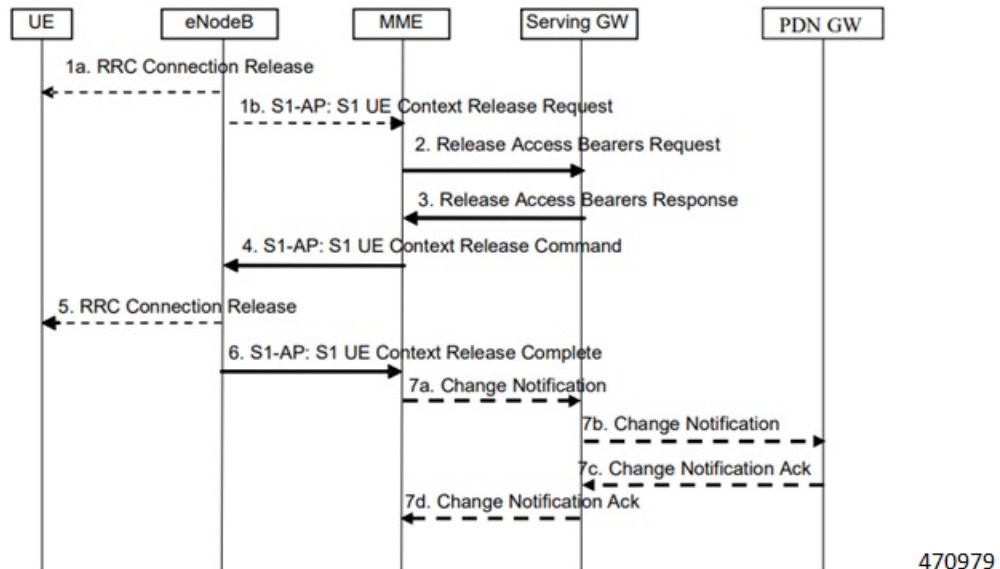 UE
eNodeB
MME
Serving GW
PDN GW
1a. RRC Connection Release
1b. S1-AP: S1 UE Context Release Request
2. Release Access Bearers Request
3. Release Access Bearers Response
4. S1-AP: S1 UE Context Release Command
5. RRC Connection Release
6. S1-AP: S1 UE Context Release Complete
7a. Change Notification
7b. Change Notification
7c. Change Notification Ack
7d. Change Notification Ack
470979